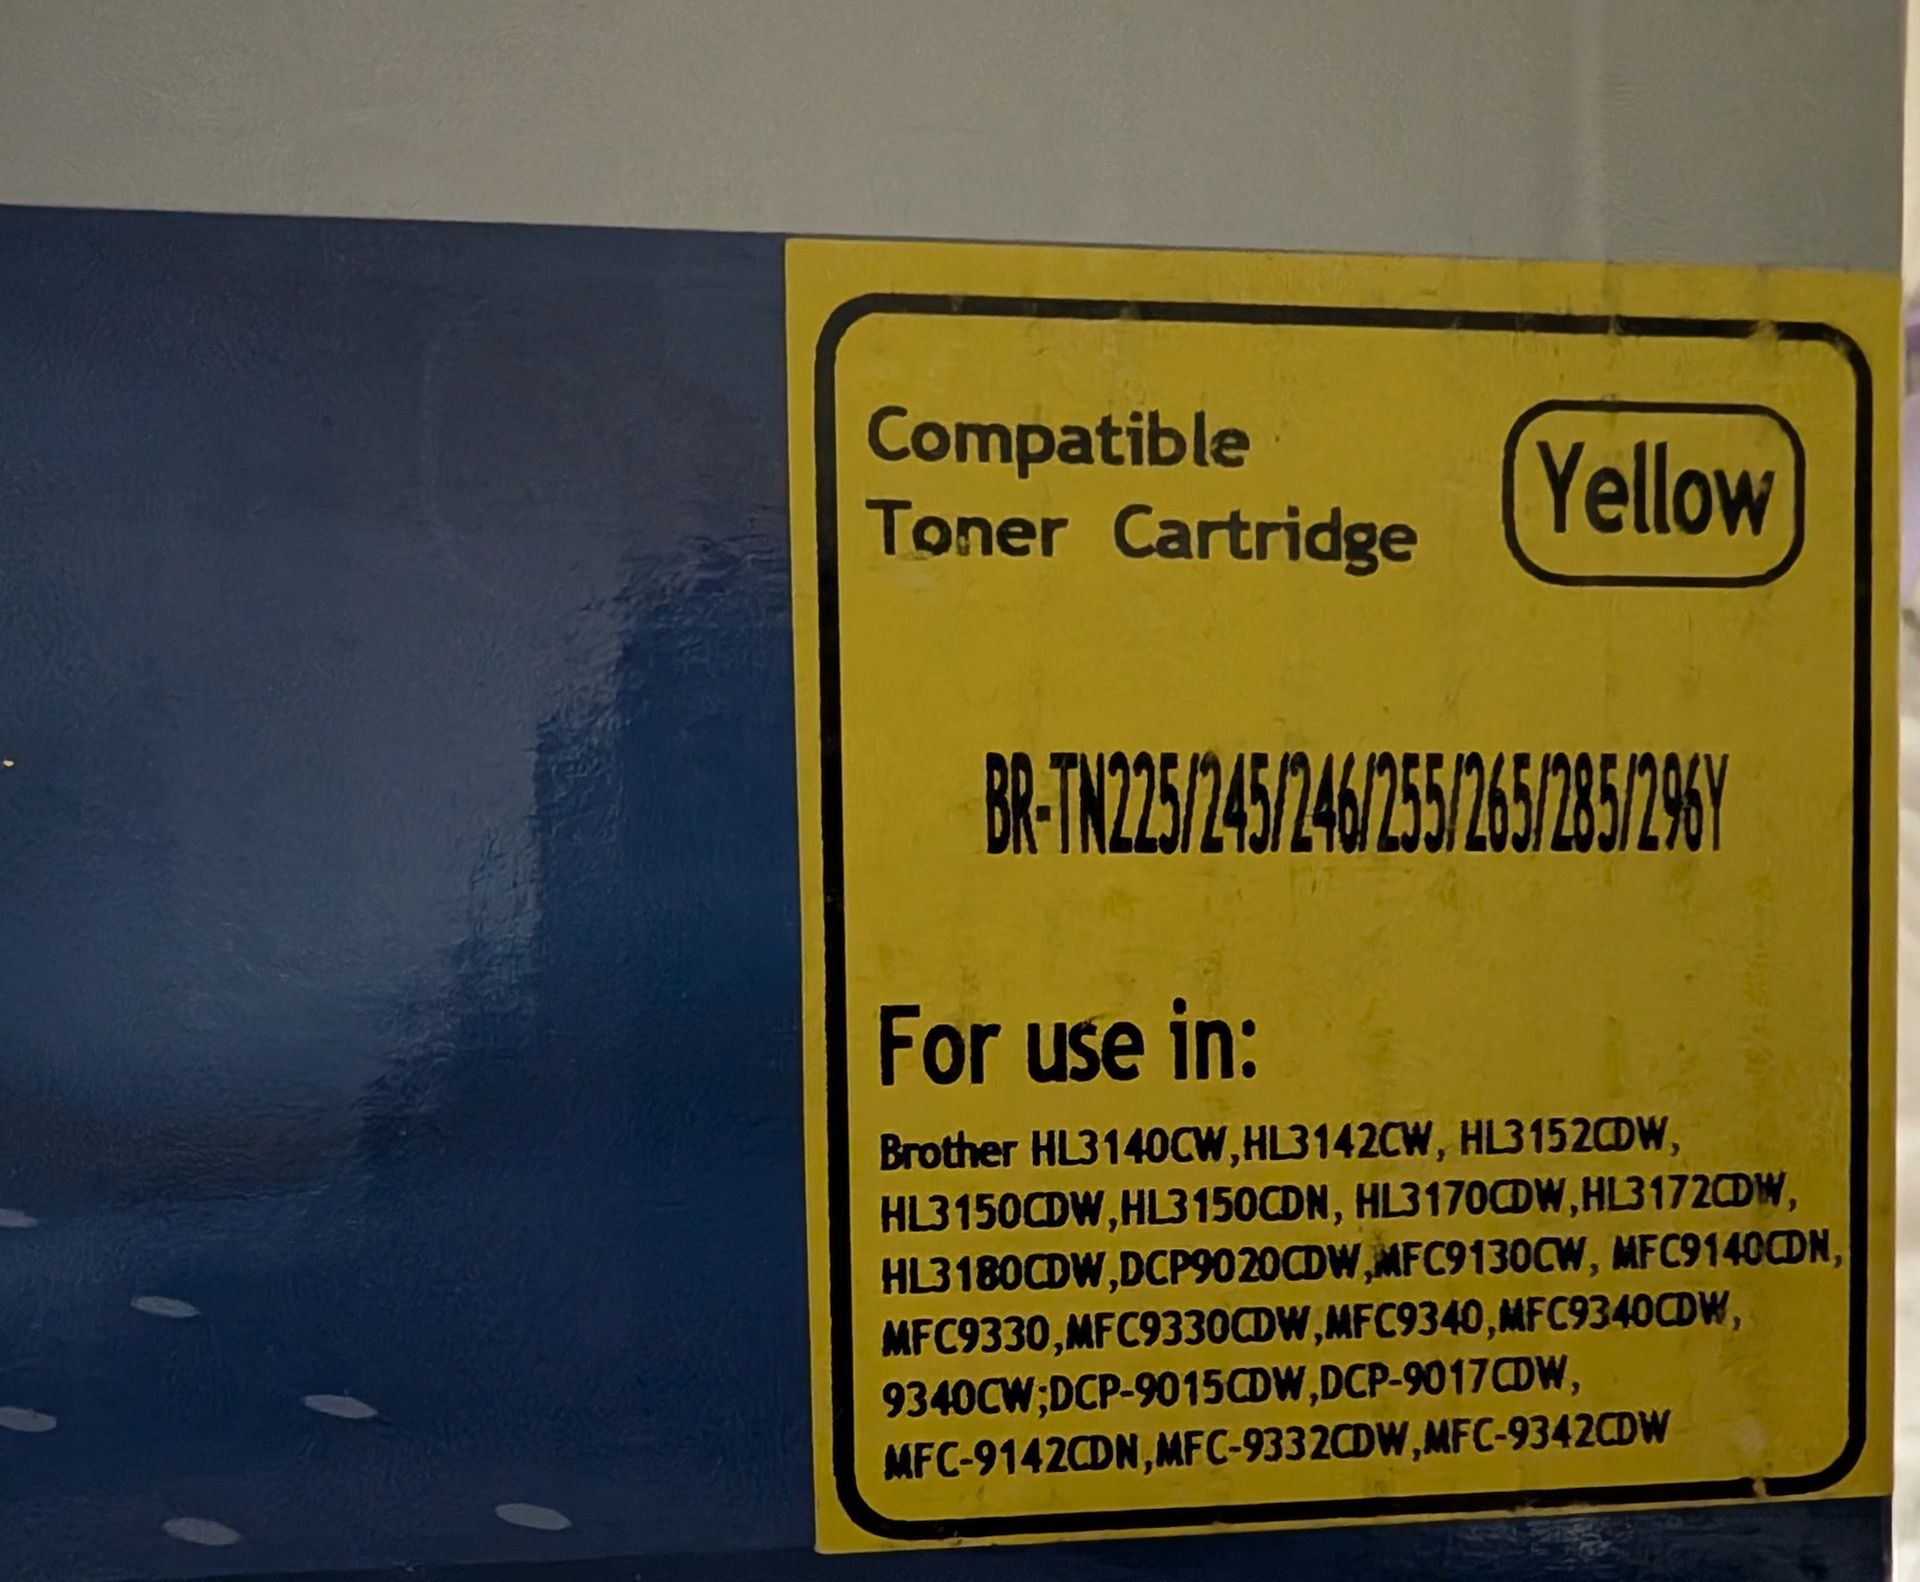 Compatible
Toner Cartridge
Yellow
BR-TN225/245/246/255/265/285/296Y
For use in:
Brother HL3140CW,HL3142CW, HL3152CDW,
HL3150CDW,HL3150CDN, HL3170CDW,HL3172CDW,
HL3180CDW,DCP9020CDW,MFC9130CW, MFC9140CDN,
MFC9330,MFC9330CDW,MFC9340,MFC9340CDW,
9340CW;DCP-9015CDW,DCP-9017CDW,
MFC-9142CDN,MFC-9332CDW,MFC-9342CDW